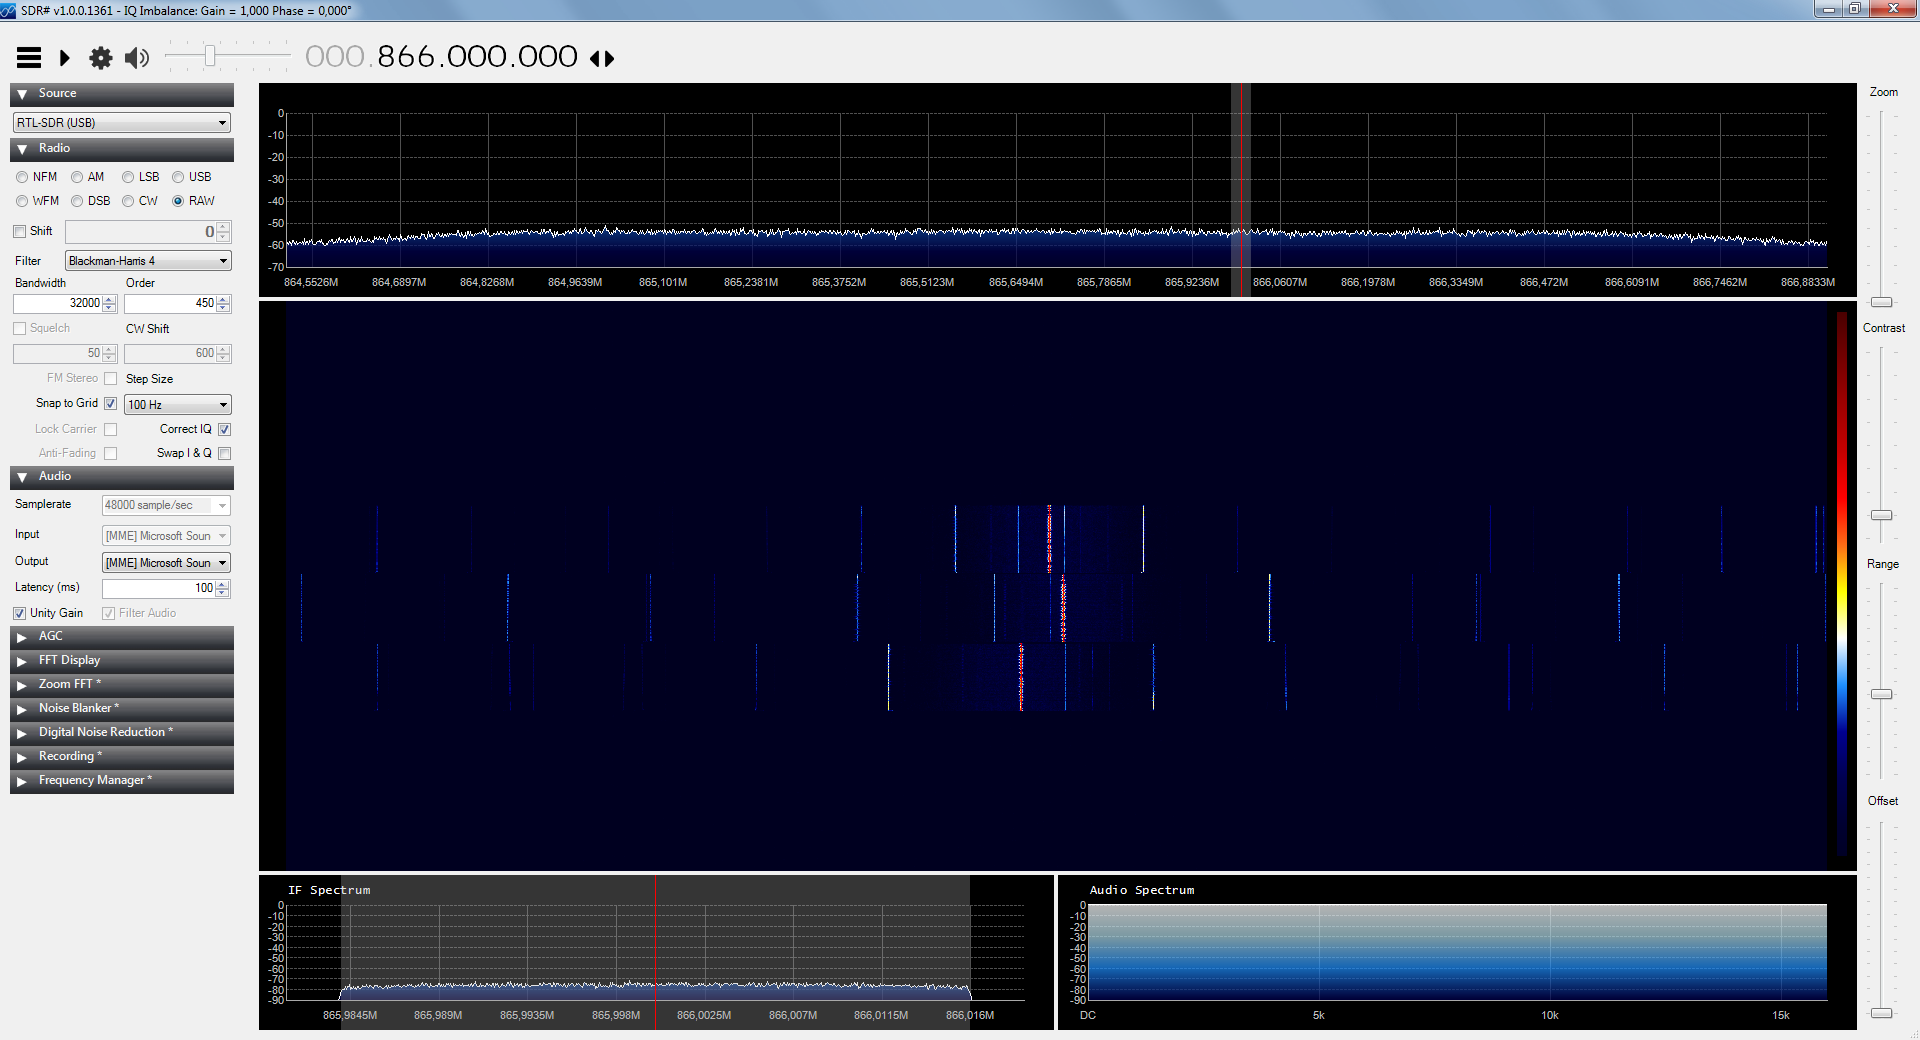 SDR# v1.0.0.1361 - IQ Imbalance: Gain = 1,000 Phase = 0,000°
000.866.000.000
Source
RTL-SDR (USB)
Radio
NFM AM LSB USB
WFM DSB CW RAW
Shift 0
Filter Blackman-Harris 4
Bandwidth Order
32000 450
Squelch CW Shift
50 600
FM Stereo Step Size
Snap to Grid 100 Hz
Lock Carrier Correct IQ
Anti-Fading Swap I & Q
Audio
Samplerate 48000 sample/sec
Input [MME] Microsoft Soun
Output [MME] Microsoft Soun
Latency (ms) 100
Unity Gain Filter Audio
AGC
FFT Display
Zoom FFT *
Noise Blanker *
Digital Noise Reduction *
Recording *
Frequency Manager *
0
-10
-20
-30
-40
-50
-60
-70
864,5526M 864,6897M 864,8268M 864,9639M 865,101M 865,2381M 865,3752M 865,5123M 865,6494M 865,7865M 865,9236M 866,0607M 866,1978M 866,3349M 866,472M 866,6091M 866,7462M 866,8833M
IF Spectrum
0
-10
-20
-30
-40
-50
-60
-70
-80
-90
865,9845M 865,989M 865,9935M 865,998M 866,0025M 866,007M 866,0115M 866,016M
Audio Spectrum
0
-10
-20
-30
-40
-50
-60
-70
-80
-90
DC 5k 10k 15k
Zoom
Contrast
Range
Offset